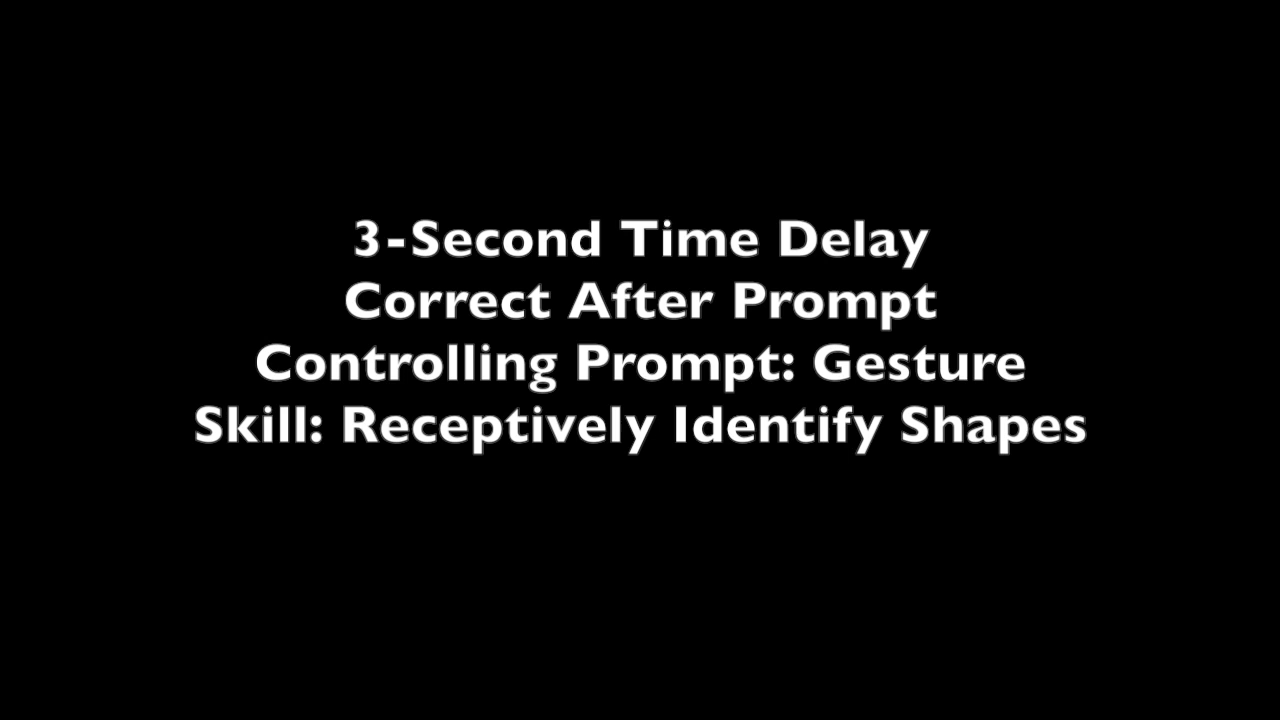 3-Second Time Delay
Correct After Prompt
Controlling Prompt: Gesture
Skill: Receptively Identify Shapes